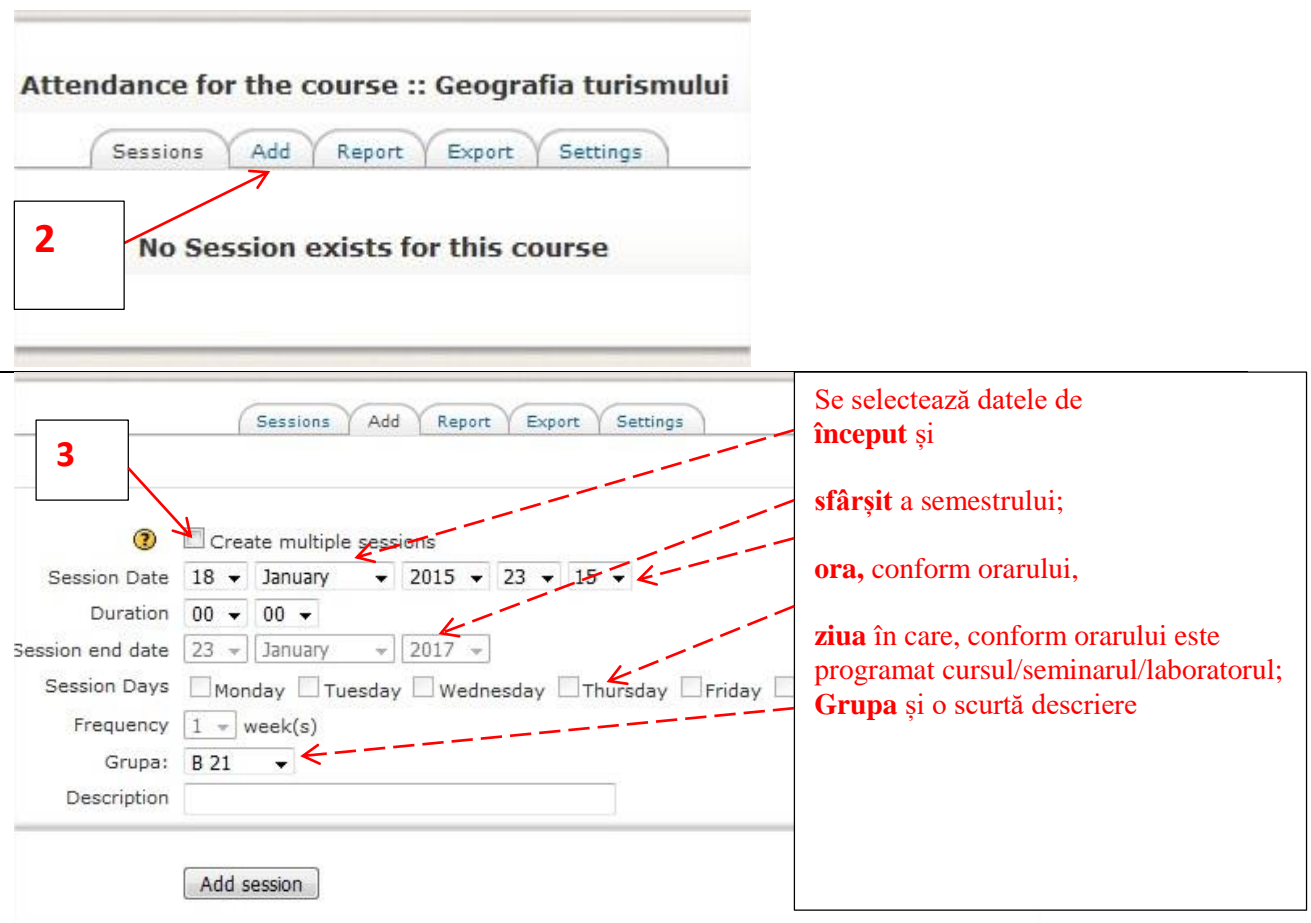 Attendance for the course :: Geografia turismului
Sessions Add Report Export Settings
2
No Session exists for this course
Sessions Add Report Export Settings
3
Create multiple sessions
Session Date 18 January 2015 23 15
Duration 00 00
Session end date 23 January 2017
Session Days Monday Tuesday Wednesday Thursday Friday
Frequency 1 week(s)
Grupa: B 21
Description
Add session
Se selectează datele de
început și
sfârșit a semestrului;
ora, conform orarului,
ziua în care, conform orarului este
programat cursul/seminarul/laboratorul;
Grupa și o scurtă descriere